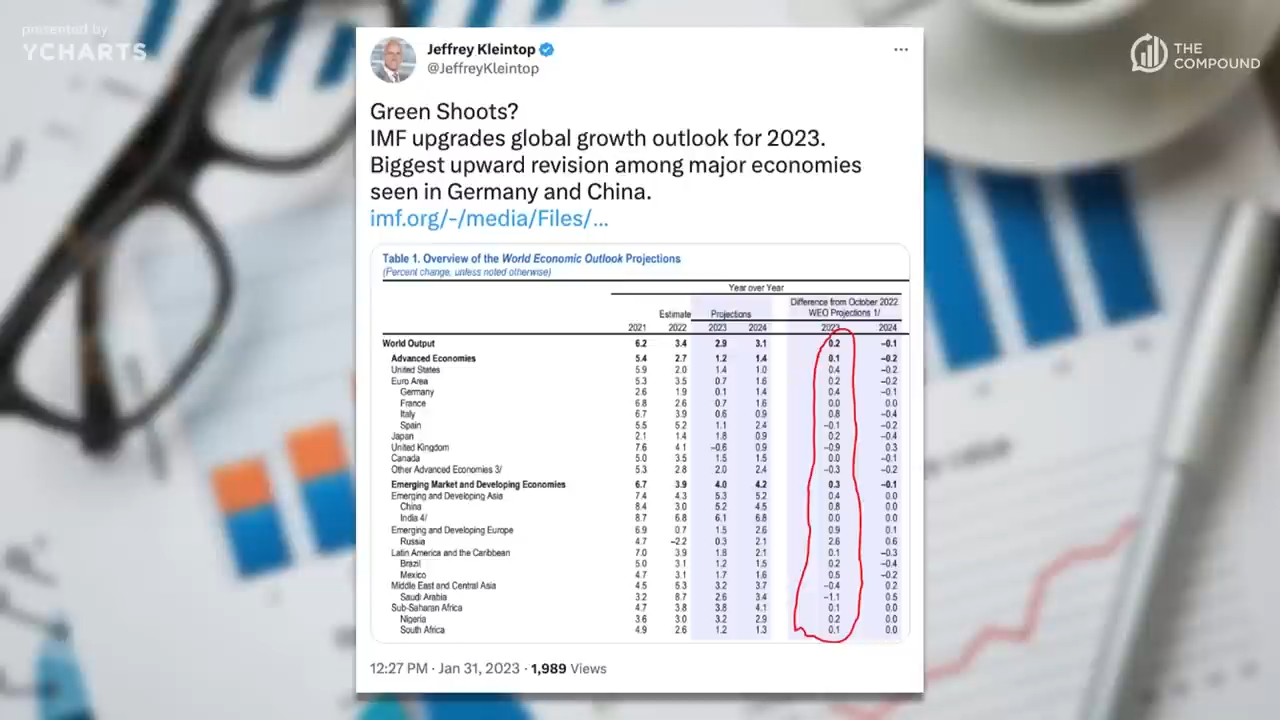 presented by
YCHARTS
THE
COMPOUND
Jeffrey Kleintop
@JeffreyKleintop
Green Shoots?
IMF upgrades global growth outlook for 2023.
Biggest upward revision among major economies
seen in Germany and China.
imf.org/-/media/Files/...
Table 1. Overview of the World Economic Outlook Projections
(Percent change, unless noted otherwise)
Year over Year
Difference from October 2022
Estimate Projections WEO Projections 1/
2021 2022 2023 2024 2023 2024
World Output 6.2 3.4 2.9 3.1 0.2 –0.1
Advanced Economies 5.4 2.7 1.2 1.4 0.1 –0.2
United States 5.9 2.0 1.4 1.0 0.4 –0.2
Euro Area 5.3 3.5 0.7 1.6 0.2 –0.2
Germany 2.6 1.9 0.1 1.4 0.4 –0.1
France 6.8 2.6 0.7 1.6 0.0 0.0
Italy 6.7 3.9 0.6 0.9 0.8 –0.4
Spain 5.5 5.2 1.1 2.4 –0.1 –0.2
Japan 2.1 1.4 1.8 0.9 0.2 –0.4
United Kingdom 7.6 4.1 –0.6 0.9 –0.9 0.3
Canada 5.0 3.5 1.5 1.5 0.0 –0.1
Other Advanced Economies 3/ 5.3 2.8 2.0 2.4 –0.3 –0.2
Emerging Market and Developing Economies 6.7 3.9 4.0 4.2 0.3 –0.1
Emerging and Developing Asia 7.4 4.3 5.3 5.2 0.4 0.0
China 8.4 3.0 5.2 4.5 0.8 0.0
India 4/ 8.7 6.8 6.1 6.8 0.0 0.0
Emerging and Developing Europe 6.9 0.7 1.5 2.6 0.9 0.1
Russia 4.7 –2.2 0.3 2.1 2.6 0.6
Latin America and the Caribbean 7.0 3.9 1.8 2.1 0.1 –0.3
Brazil 5.0 3.1 1.2 1.5 0.2 –0.4
Mexico 4.7 3.1 1.7 1.6 0.5 –0.2
Middle East and Central Asia 4.5 5.3 3.2 3.7 –0.4 0.2
Saudi Arabia 3.2 8.7 2.6 3.4 –1.1 0.5
Sub-Saharan Africa 4.7 3.8 3.8 4.1 0.1 0.0
Nigeria 3.6 3.0 3.2 2.9 0.2 0.0
South Africa 4.9 2.6 1.2 1.3 0.1 0.0
12:27 PM · Jan 31, 2023 · 1,989 Views